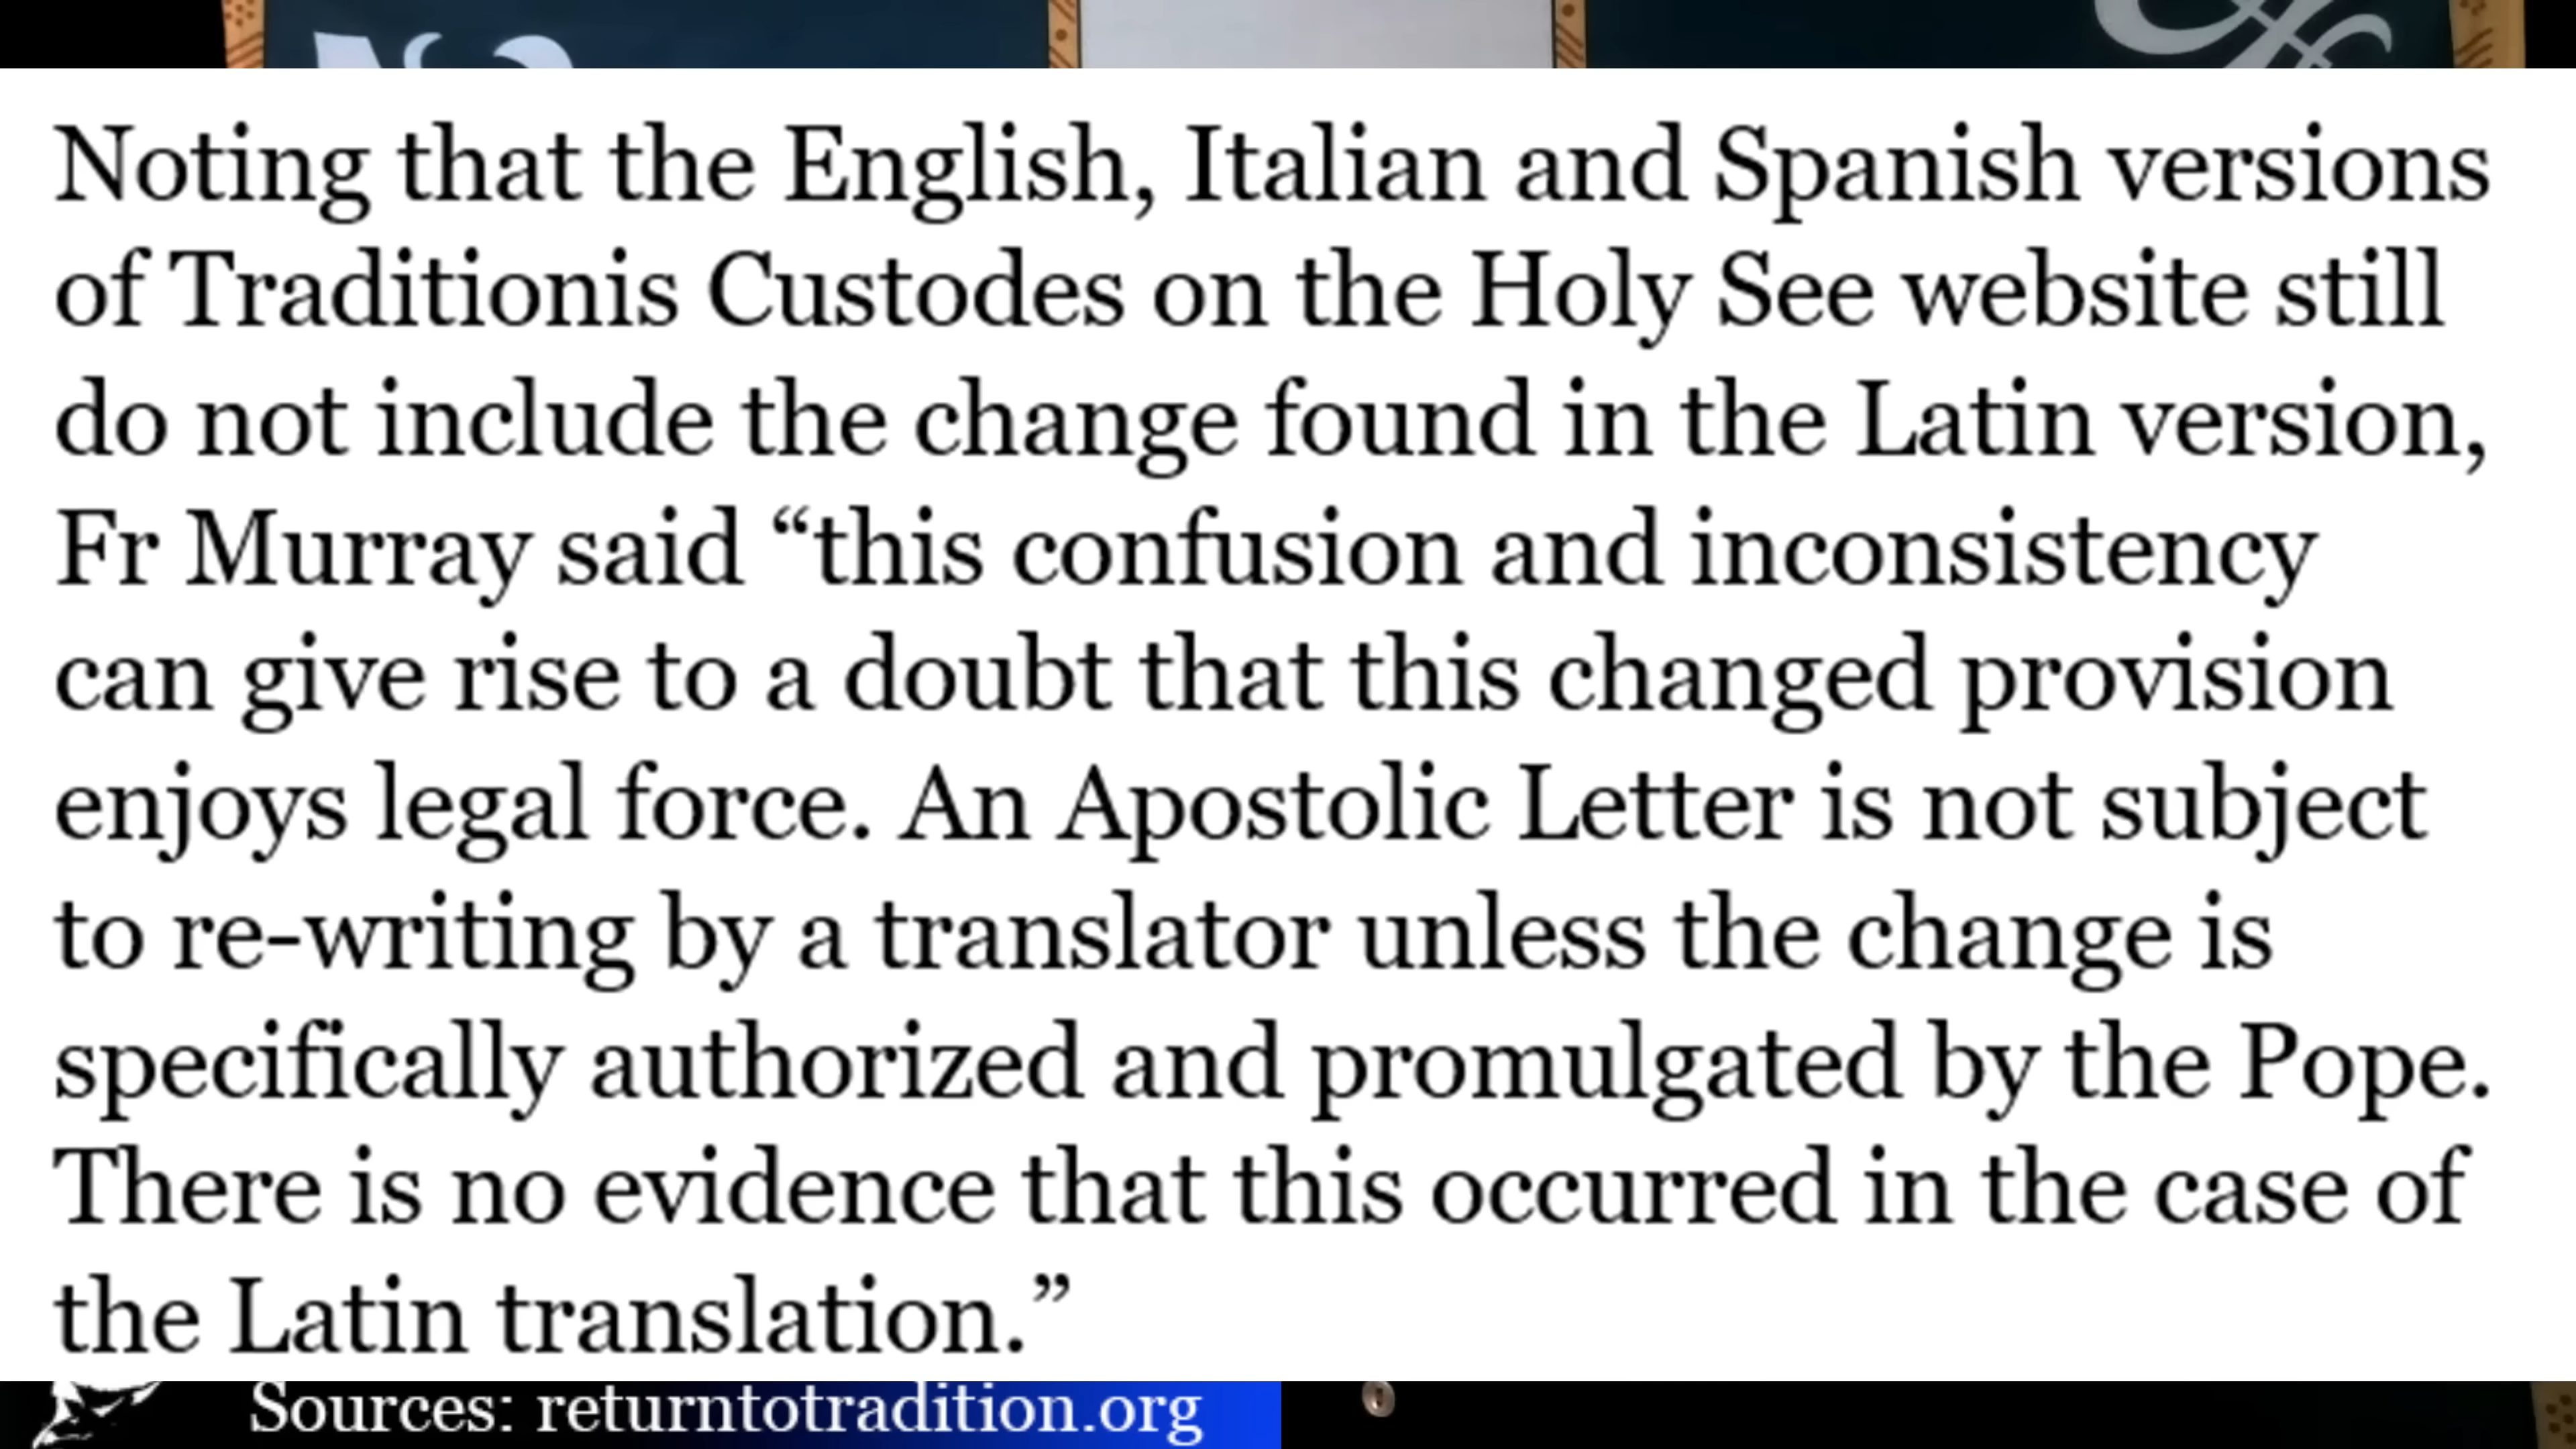 Noting that the English, Italian and Spanish versions
of Traditionis Custodes on the Holy See website still
do not include the change found in the Latin version,
Fr Murray said “this confusion and inconsistency
can give rise to a doubt that this changed provision
enjoys legal force. An Apostolic Letter is not subject
to re-writing by a translator unless the change is
specifically authorized and promulgated by the Pope.
There is no evidence that this occurred in the case of
the Latin translation.”
Sources: returntotradition.org